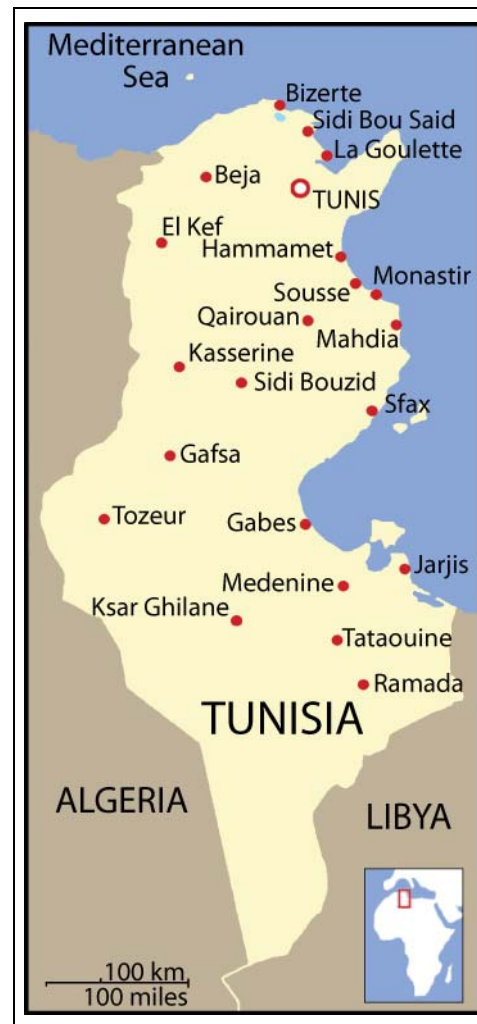 Mediterranean
Sea
Bizerte
Sidi Bou Said
La Goulette
Beja
TUNIS
El Kef
Hammamet
Monastir
Sousse
Qairouan
Mahdia
Kasserine
Sidi Bouzid
Sfax
Gafsa
Tozeur
Gabes
Jarjis
Medenine
Ksar Ghilane
Tataouine
Ramada
TUNISIA
ALGERIA
LIBYA
100 km
100 miles